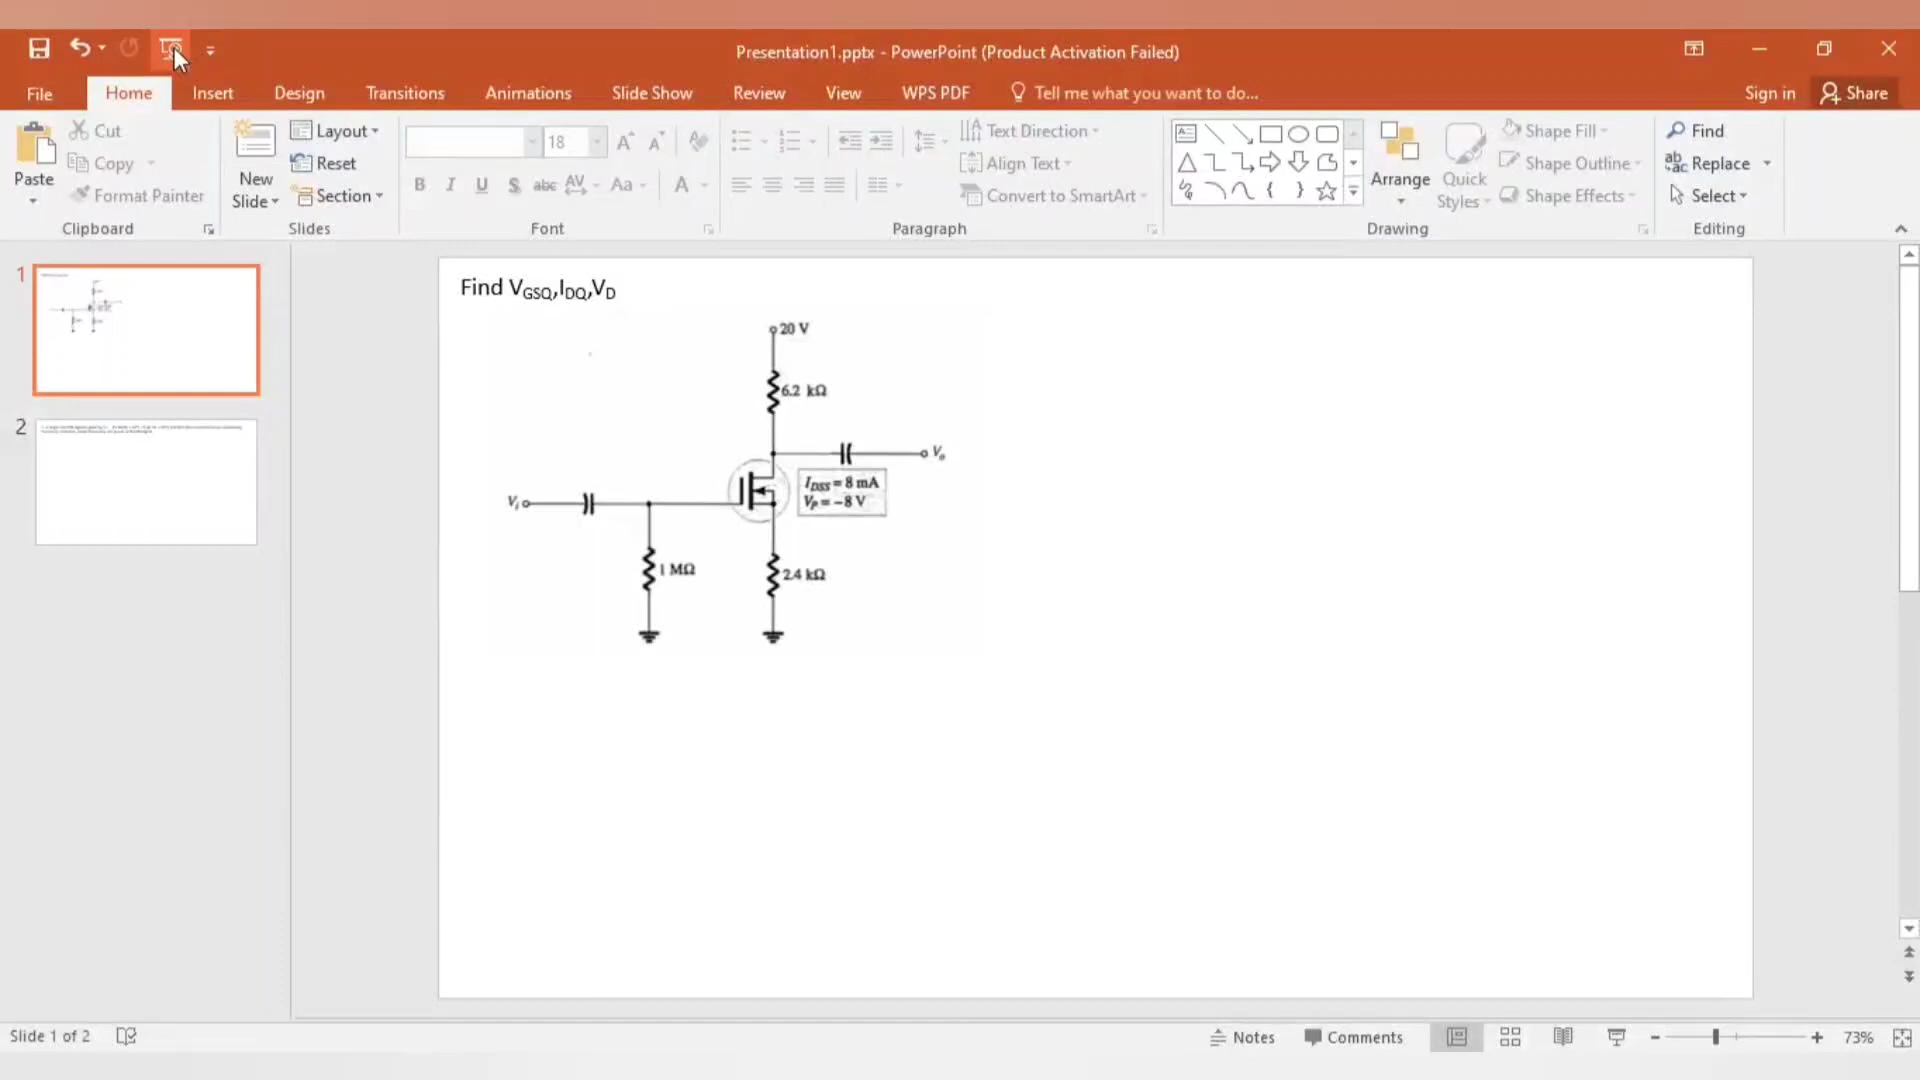 Presentation1.pptx - PowerPoint (Product Activation Failed)
File Home Insert Design Transitions Animations Slide Show Review View WPS PDF Tell me what you want to do... Sign in Share
Paste
Cut
Copy
Format Painter
Clipboard
New
Slide
Layout
Reset
Section
Slides
18
B I U S abc AV Aa A
Font
Text Direction
Align Text
Convert to SmartArt
Paragraph
Arrange
Quick
Styles
Shape Fill
Shape Outline
Shape Effects
Drawing
Find
Replace
Select
Editing
1
2
Find VGSQ,IDQ,VD
20 V
6.2 kΩ
Vo
IDSS = 8 mA
VP = −8 V
Vi
1 MΩ
2.4 kΩ
Slide 1 of 2 Notes Comments 73%